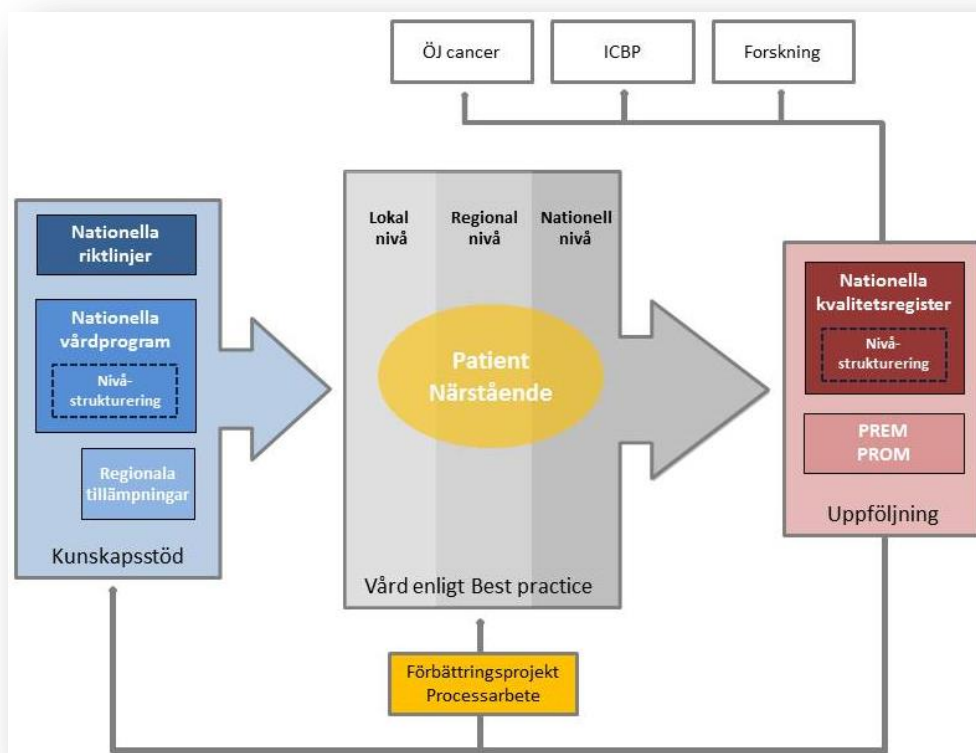 ÖJ cancer
ICBP
Forskning
Nationella
riktlinjer
Nationella
vårdprogram
Nivå-
strukturering
Regionala
tillämpningar
Kunskapsstöd
Lokal
nivå
Regional
nivå
Nationell
nivå
Patient
Närstående
Vård enligt Best practice
Nationella
kvalitetsregister
Nivå-
strukturering
PREM
PROM
Uppföljning
Förbättringsprojekt
Processarbete